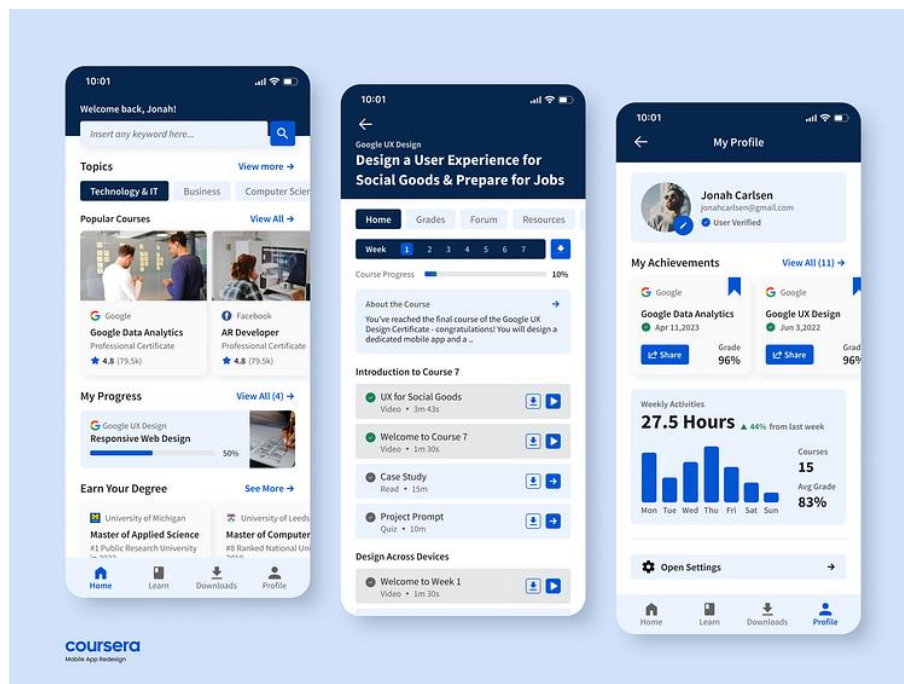 10:01
Welcome back, Jonah!
Insert any keyword here...
Topics
View more →
Technology & IT
Business
Computer Scien
Popular Courses
View All →
Google
Google Data Analytics
Professional Certificate
4.8 (79.5k)
Facebook
AR Developer
Professional Certificate
4.8 (79.5k)
My Progress
View All (4) →
Google UX Design
Responsive Web Design
50%
Earn Your Degree
See More →
University of Michigan
Master of Applied Science
#1 Public Research University
University of Leeds
Master of Computer
#8 Ranked National Uni
Home
Learn
Downloads
Profile
10:01
Google UX Design
Design a User Experience for
Social Goods & Prepare for Jobs
Home
Grades
Forum
Resources
Week 1 2 3 4 5 6 7
Course Progress
10%
About the Course
You've reached the final course of the Google UX
Design Certificate - congratulations! You will design a
dedicated mobile app and a ..
Introduction to Course 7
UX for Social Goods
Video • 3m 43s
Welcome to Course 7
Video • 1m 30s
Case Study
Read • 15m
Project Prompt
Quiz • 10m
Design Across Devices
Welcome to Week 1
Video • 1m 30s
10:01
My Profile
Jonah Carlsen
jonahcarlsen@gmail.com
User Verified
My Achievements
View All (11) →
Google
Google Data Analytics
Apr 11,2023
Share
Grade
96%
Google
Google UX Design
Jun 3,2022
Share
Grad
96%
Weekly Activities
27.5 Hours
44% from last week
Mon Tue Wed Thu Fri Sat Sun
Courses
15
Avg Grade
83%
Open Settings
Home
Learn
Downloads
Profile
coursera
Mobile App Redesign